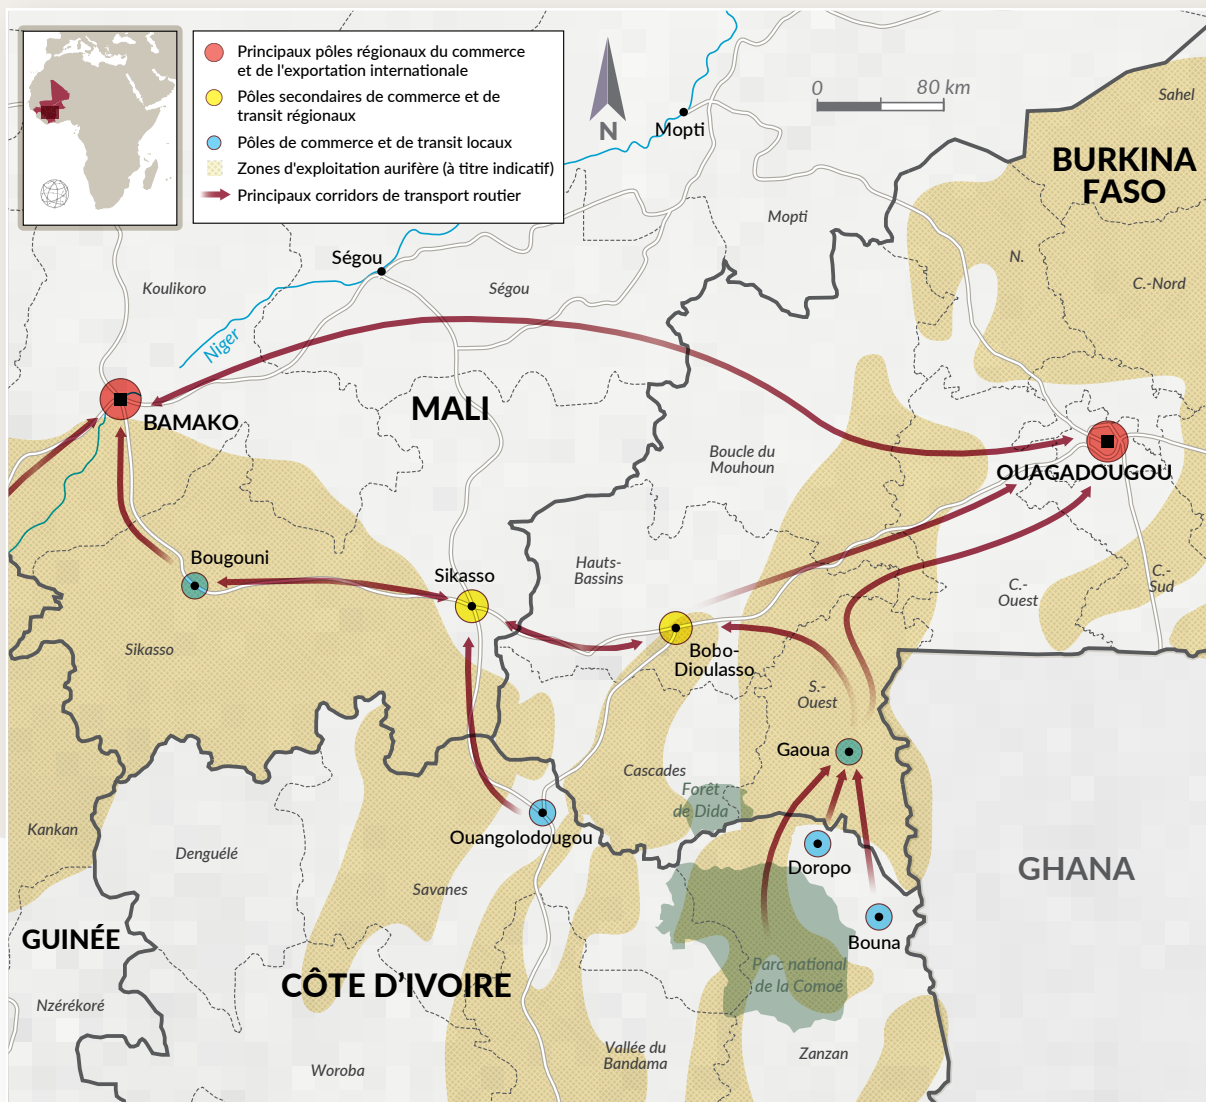 Principaux pôles régionaux du commerce
et de l'exportation internationale
Pôles secondaires de commerce et de
transit régionaux
Pôles de commerce et de transit locaux
Zones d'exploitation aurifère (à titre indicatif)
Principaux corridors de transport routier
N
0 80 km
Mopti
Sahel
BURKINA
FASO
Mopti
Ségou
N.
Koulikoro
Ségou
C.-Nord
Niger
MALI
BAMAKO
Boucle du
Mouhoun
OUAGADOUGOU
Bougouni
Sikasso
Hauts-
Bassins
C.-
Ouest
C.-
Sud
Sikasso
Bobo-
Dioulasso
S.-
Ouest
Gaoua
Cascades
Forêt
de Dida
Kankan
Ouangolodougou
Denguélé
Doropo
GHANA
Savanes
GUINÉE
Bouna
Parc national
de la Comoé
CÔTE D'IVOIRE
Nzérékoré
Vallée du
Bandama
Zanzan
Woroba